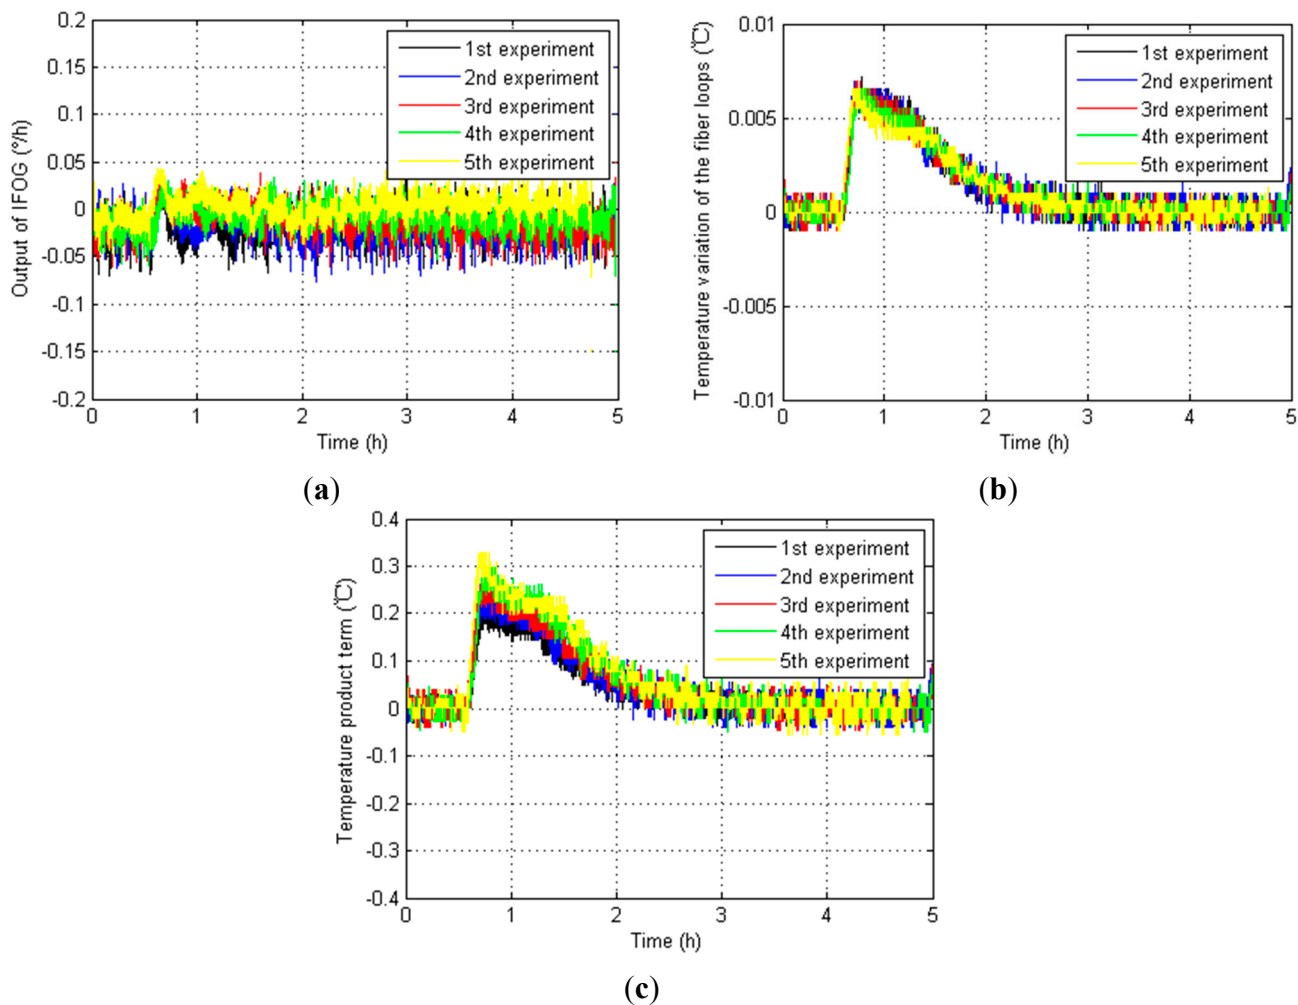 Output of IFOG (°/h)
0.2
0.15
0.1
0.05
0
-0.05
-0.1
-0.15
-0.2
1st experiment
2nd experiment
3rd experiment
4th experiment
5th experiment
0 1 2 3 4 5
Time (h)
(a)
Temperature variation of the fiber loops (℃)
0.01
0.005
0
-0.005
-0.01
1st experiment
2nd experiment
3rd experiment
4th experiment
5th experiment
0 1 2 3 4 5
Time (h)
(b)
Temperature product term (℃)
0.4
0.3
0.2
0.1
0
-0.1
-0.2
-0.3
-0.4
1st experiment
2nd experiment
3rd experiment
4th experiment
5th experiment
0 1 2 3 4 5
Time (h)
(c)